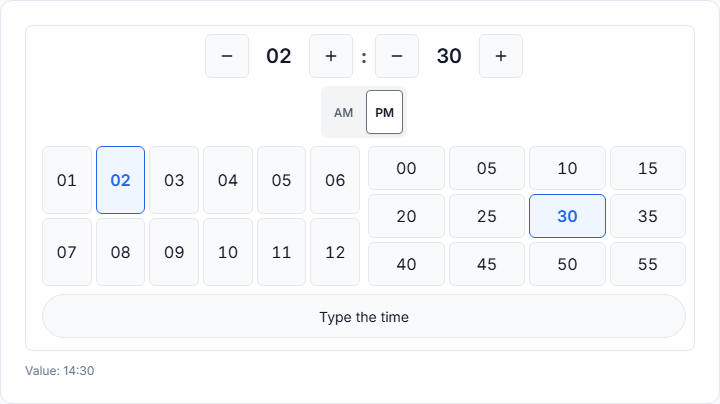 − 02 + : − 30 +
AM PM
01 02 03 04 05 06
07 08 09 10 11 12
00 05 10 15
20 25 30 35
40 45 50 55
Type the time
Value: 14:30